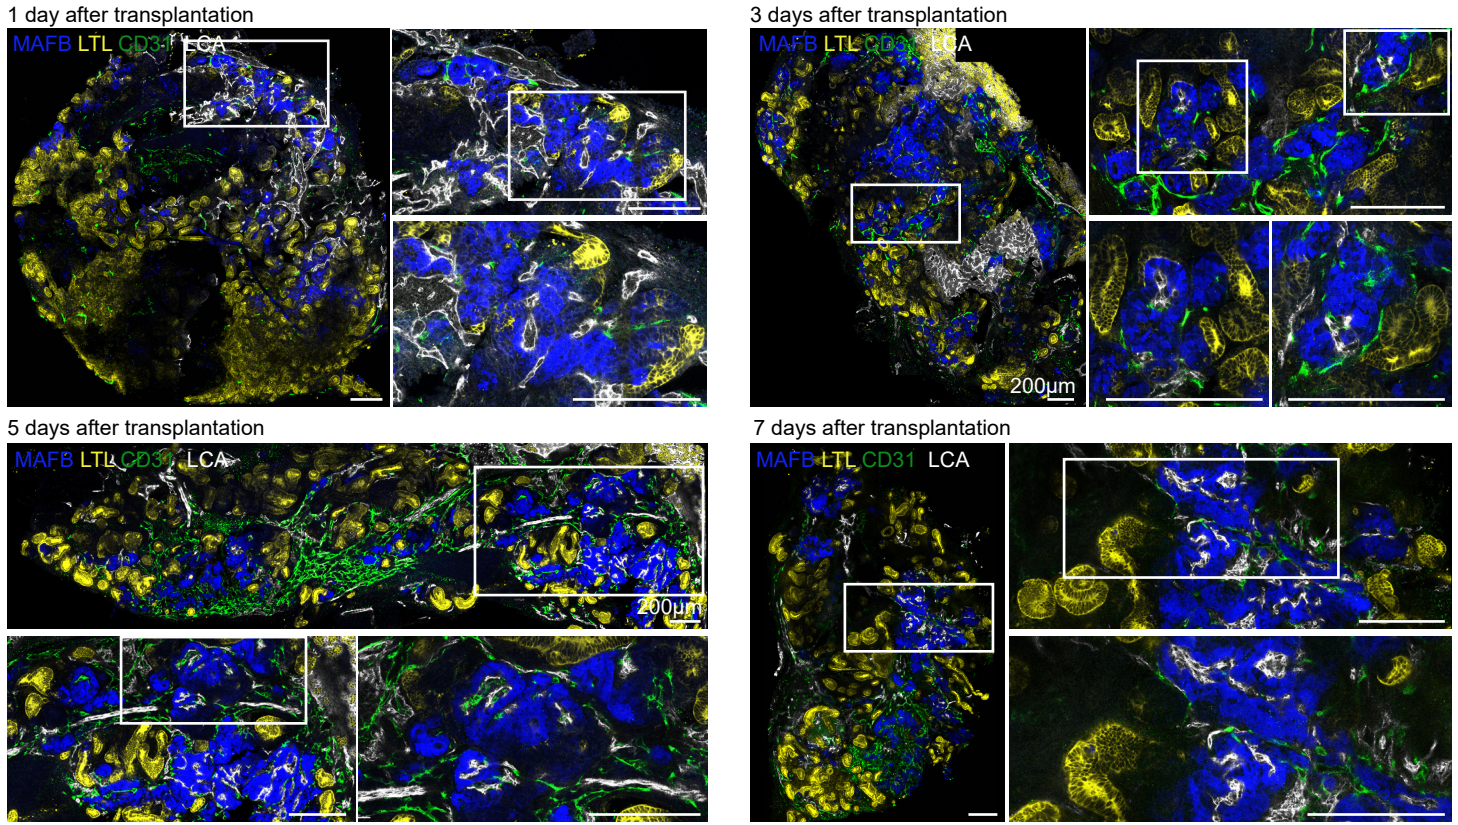 1 day after transplantation
MAFB LTL CD31 LCA
3 days after transplantation
MAFB LTL CD31 LCA
200µm
5 days after transplantation
MAFB LTL CD31 LCA
200µm
7 days after transplantation
MAFB LTL CD31 LCA